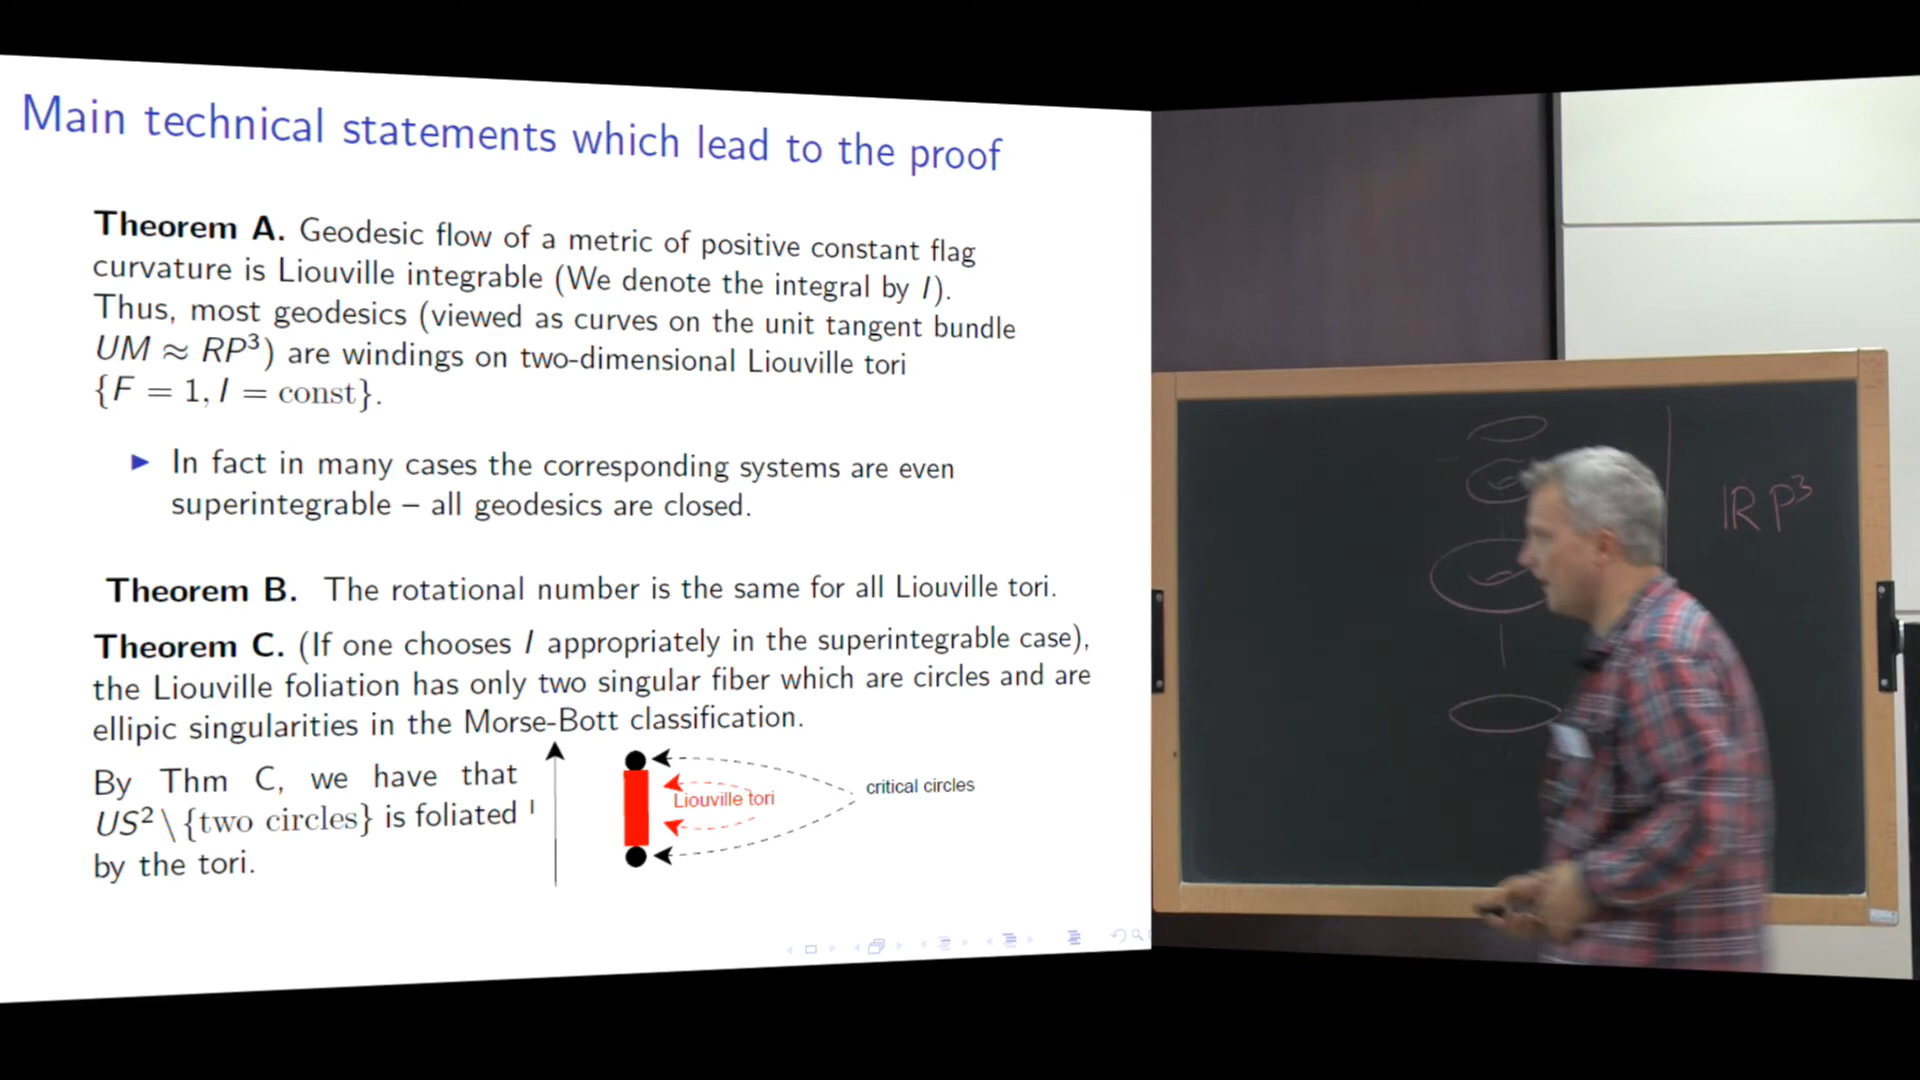 Main technical statements which lead to the proof
Theorem A. Geodesic flow of a metric of positive constant flag
curvature is Liouville integrable (We denote the integral by I).
Thus, most geodesics (viewed as curves on the unit tangent bundle
UM ≈ RP³) are windings on two-dimensional Liouville tori
{F = 1, I = const}.
▶ In fact in many cases the corresponding systems are even
superintegrable – all geodesics are closed.
Theorem B. The rotational number is the same for all Liouville tori.
Theorem C. (If one chooses I appropriately in the superintegrable case),
the Liouville foliation has only two singular fiber which are circles and are
ellipic singularities in the Morse-Bott classification.
By Thm C, we have that
US² \ {two circles} is foliated
by the tori.
I
Liouville tori
critical circles
IRP³